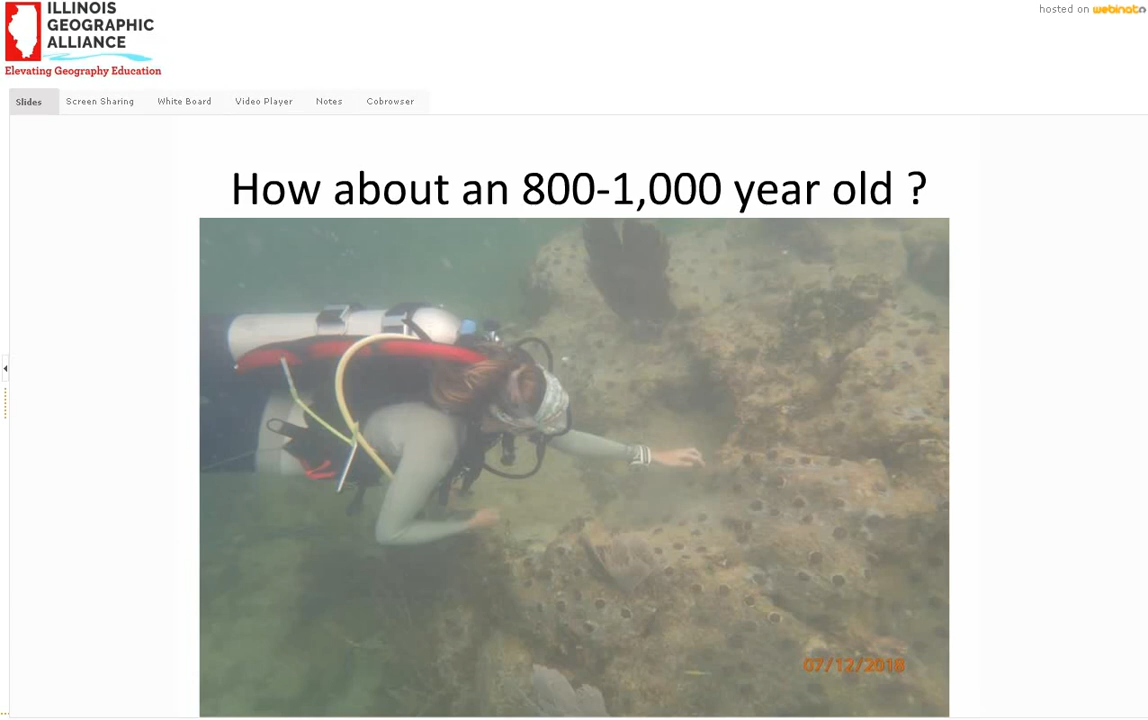 ILLINOIS
GEOGRAPHIC
ALLIANCE
Elevating Geography Education
hosted on webinato
Slides
Screen Sharing
White Board
Video Player
Notes
Cobrowser
How about an 800-1,000 year old ?
07/12/2018